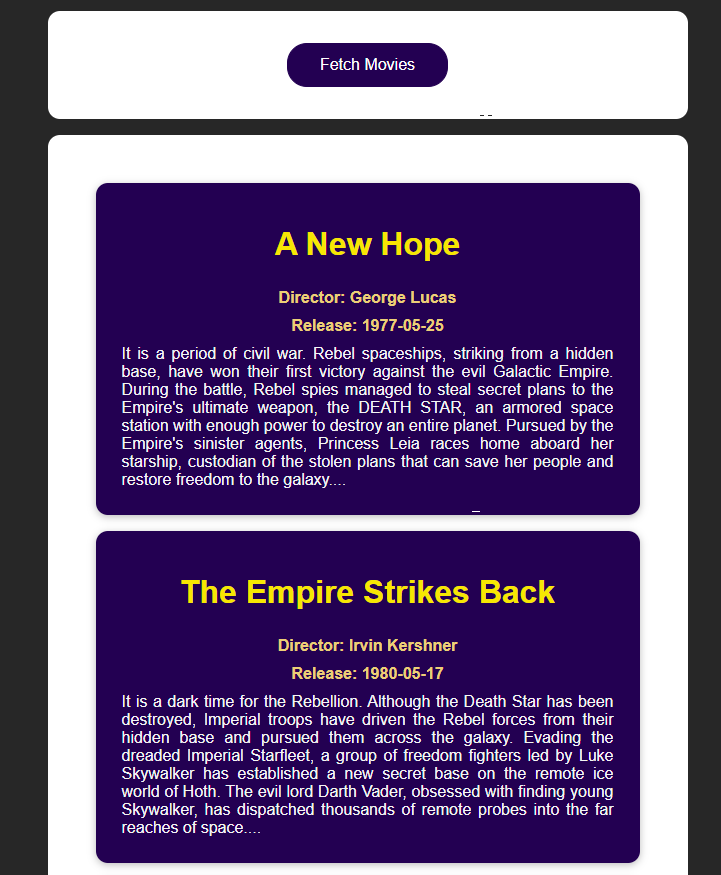 Fetch Movies
A New Hope
Director: George Lucas
Release: 1977-05-25
It is a period of civil war. Rebel spaceships, striking from a hidden
base, have won their first victory against the evil Galactic Empire.
During the battle, Rebel spies managed to steal secret plans to the
Empire's ultimate weapon, the DEATH STAR, an armored space
station with enough power to destroy an entire planet. Pursued by the
Empire's sinister agents, Princess Leia races home aboard her
starship, custodian of the stolen plans that can save her people and
restore freedom to the galaxy....
The Empire Strikes Back
Director: Irvin Kershner
Release: 1980-05-17
It is a dark time for the Rebellion. Although the Death Star has been
destroyed, Imperial troops have driven the Rebel forces from their
hidden base and pursued them across the galaxy. Evading the
dreaded Imperial Starfleet, a group of freedom fighters led by Luke
Skywalker has established a new secret base on the remote ice
world of Hoth. The evil lord Darth Vader, obsessed with finding young
Skywalker, has dispatched thousands of remote probes into the far
reaches of space....